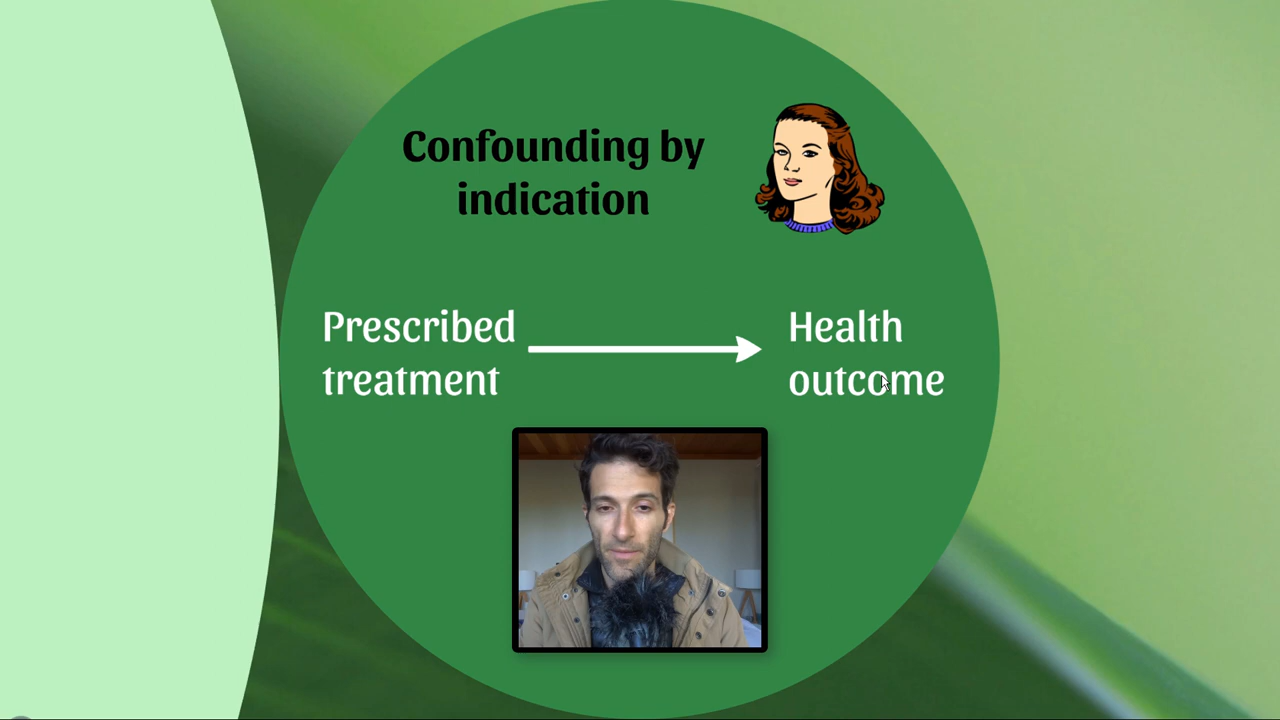 Confounding by
indication
Prescribed
treatment
Health
outcome